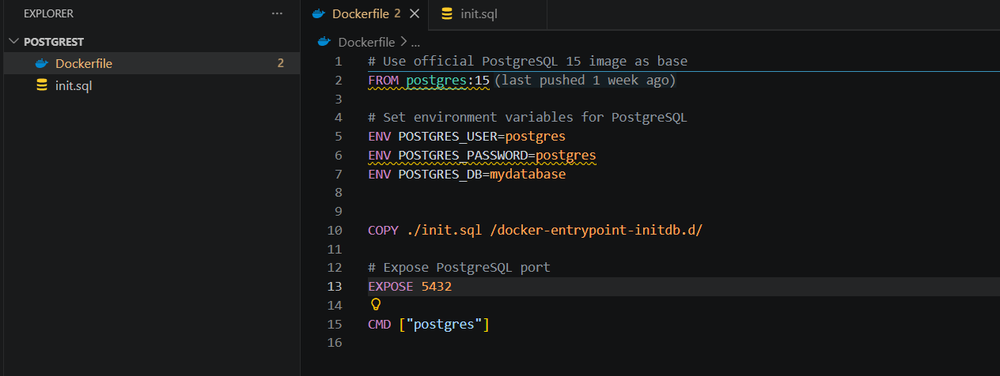 EXPLORER
...
POSTGREST
Dockerfile 2
init.sql
Dockerfile 2
init.sql
Dockerfile > ...
1 # Use official PostgreSQL 15 image as base
2 FROM postgres:15 (last pushed 1 week ago)
3
4 # Set environment variables for PostgreSQL
5 ENV POSTGRES_USER=postgres
6 ENV POSTGRES_PASSWORD=postgres
7 ENV POSTGRES_DB=mydatabase
8
9
10 COPY ./init.sql /docker-entrypoint-initdb.d/
11
12 # Expose PostgreSQL port
13 EXPOSE 5432
14
15 CMD ["postgres"]
16